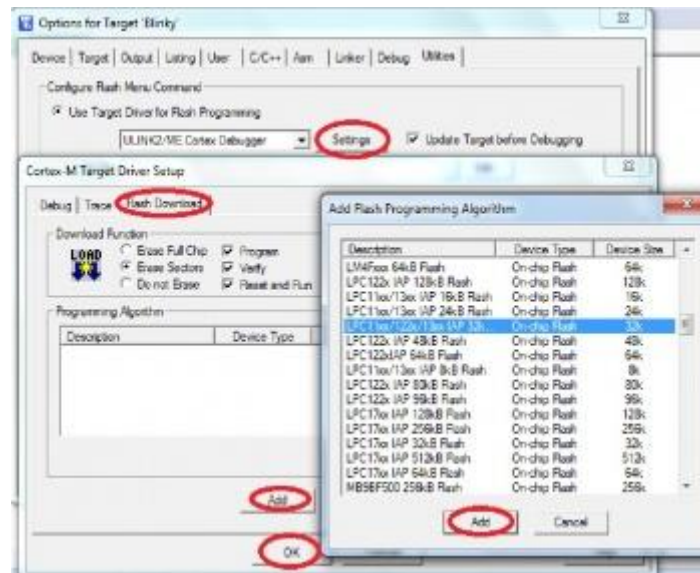 Options for Target 'Blinky'
Device | Target | Output | Listing | User | C/C++ | Asm | Linker | Debug | Utilities
Configure Flash Menu Command
Use Target Driver for Flash Programming
ULINK2/ME Cortex Debugger Settings Update Target before Debugging
Cortex-M Target Driver Setup
Debug | Trace | Flash Download
Download Function
LOAD
Erase Full Chip Program
Erase Sectors Verify
Do not Erase Reset and Run
Programming Algorithm
Description Device Type
Add
OK
Add Flash Programming Algorithm
Description Device Type Device Size
LM4Fxxx 64kB Flash On-chip Flash 64k
LPC122x IAP 128kB Flash On-chip Flash 128k
LPC11xx/13xx IAP 16kB Flash On-chip Flash 16k
LPC11xx/13xx IAP 24kB Flash On-chip Flash 24k
LPC11xx/122x/13xx IAP 32k... On-chip Flash 32k
LPC122x IAP 48kB Flash On-chip Flash 48k
LPC122xIAP 64kB Flash On-chip Flash 64k
LPC11xx/13xx IAP 8kB Flash On-chip Flash 8k
LPC122x IAP 80kB Flash On-chip Flash 80k
LPC122x IAP 96kB Flash On-chip Flash 96k
LPC17xx IAP 128kB Flash On-chip Flash 128k
LPC17xx IAP 256kB Flash On-chip Flash 256k
LPC17xx IAP 32kB Flash On-chip Flash 32k
LPC17xx IAP 512kB Flash On-chip Flash 512k
LPC17xx IAP 64kB Flash On-chip Flash 64k
MB9BF500 256kB Flash On-chip Flash 256k
Add Cancel